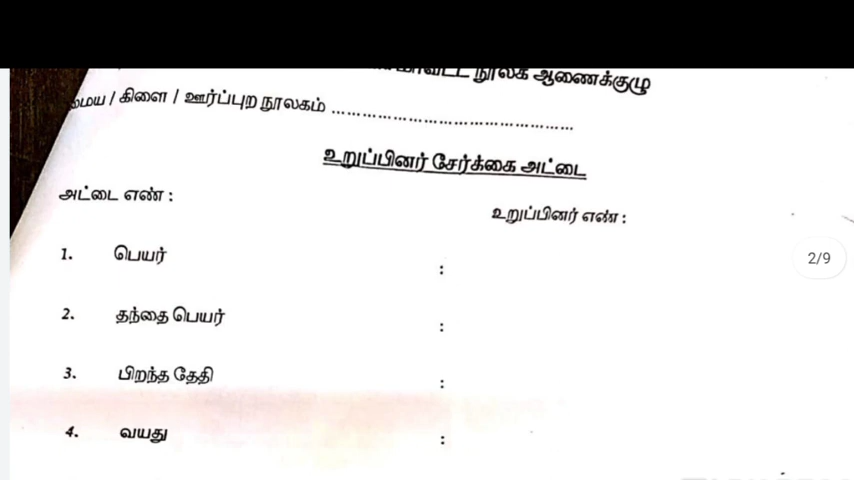 நூலக ஆணைக்குழு
/ கிளை / ஊர்ப்புற நூலகம் ................................................
உறுப்பினர் சேர்க்கை அட்டை
அட்டை எண் :
உறுப்பினர் எண் :
1. பெயர் :
2. தந்தை பெயர் :
3. பிறந்த தேதி :
4. வயது :
2/9